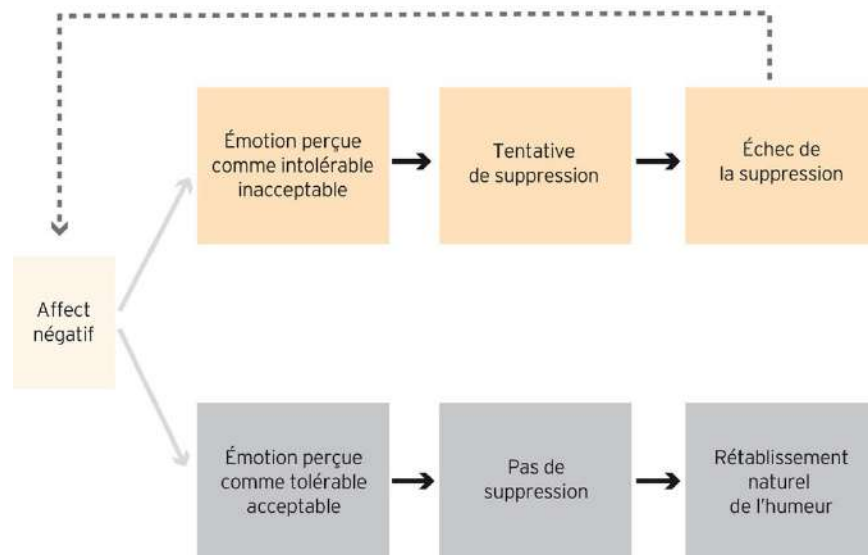 Émotion perçue
comme intolérable
inacceptable
Tentative
de suppression
Échec de
la suppression
Affect
négatif
Émotion perçue
comme tolérable
acceptable
Pas de
suppression
Rétablissement
naturel
de l'humeur